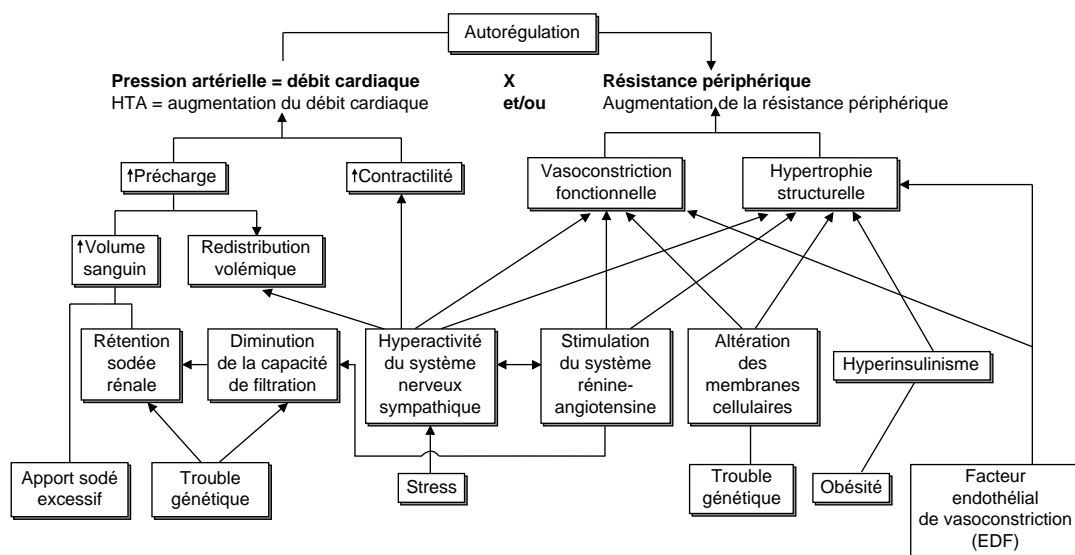 Autorégulation
Pression artérielle = débit cardiaque X Résistance périphérique
HTA = augmentation du débit cardiaque et/ou Augmentation de la résistance périphérique
↑Précharge
↑Contractilité
Vasoconstriction
fonctionnelle
Hypertrophie
structurelle
↑Volume
sanguin
Redistribution
volémique
Rétention
sodée
rénale
Diminution
de la capacité
de filtration
Hyperactivité
du système
nerveux
sympathique
Stimulation
du système
rénine-
angiotensine
Altération
des
membranes
cellulaires
Hyperinsulinisme
Apport sodé
excessif
Trouble
génétique
Stress
Trouble
génétique
Obésité
Facteur
endothélial
de vasoconstriction
(EDF)